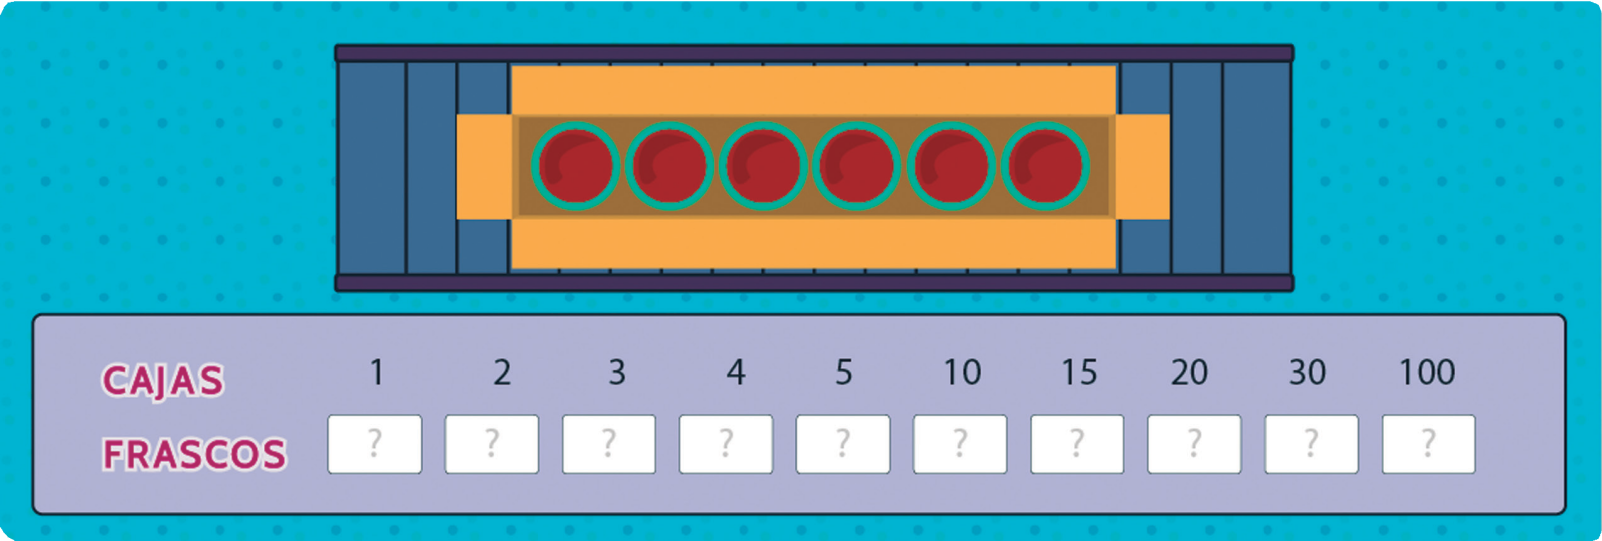 CAJAS 1 2 3 4 5 10 15 20 30 100
FRASCOS ? ? ? ? ? ? ? ? ? ?